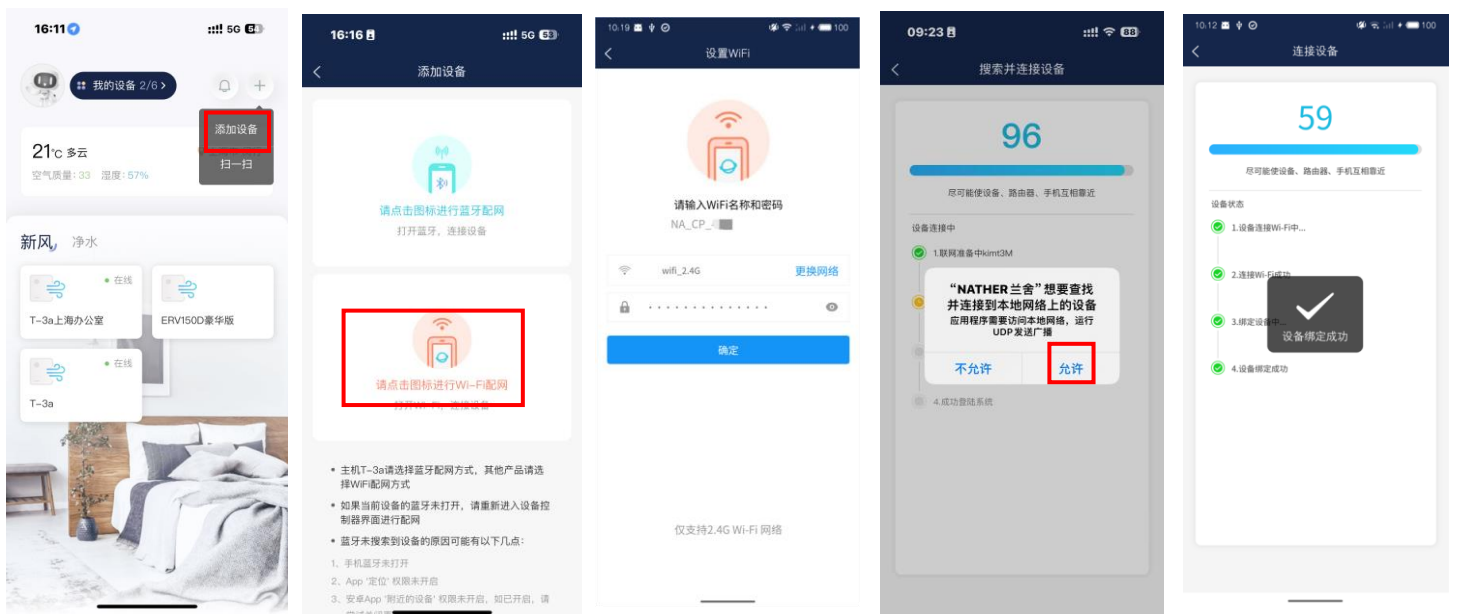 16:11
5G
我的设备 2/6 >
添加设备
扫一扫
21°C 多云
空气质量: 33 湿度: 57%
新风 净水
在线
T-3a上海办公室
ERV150D豪华版
在线
T-3a
16:16
5G
添加设备
请点击图标进行蓝牙配网
打开蓝牙，连接设备
请点击图标进行Wi-Fi配网
打开Wi-Fi，连接设备
• 主机T-3a请选择蓝牙配网方式，其他产品请选
择WiFi配网方式
• 如果当前设备的蓝牙未打开，请重新进入设备控
制器界面进行配网
• 蓝牙未搜索到设备的原因可能有以下几点：
1、手机蓝牙未打开
2、App '定位' 权限未开启
3、安卓App '附近的设备' 权限未开启，如已开启，请
10:19
100
设置WiFi
请输入WiFi名称和密码
NA_CP_
wifi_2.4G
更换网络
确定
仅支持2.4G Wi-Fi 网络
09:23
88
搜索并连接设备
96
尽可能使设备、路由器、手机互相靠近
设备连接中
1.联网准备中kimt3M
“NATHER兰舍”想要查找
并连接到本地网络上的设备
应用程序需要访问本地网络，运行
UDP发送广播
不允许
允许
4.成功登陆系统
10:12
100
连接设备
59
尽可能使设备、路由器、手机互相靠近
设备状态
1.设备连接Wi-Fi中...
2.连接Wi-Fi成功
3.绑定设备中...
设备绑定成功
4.设备绑定成功